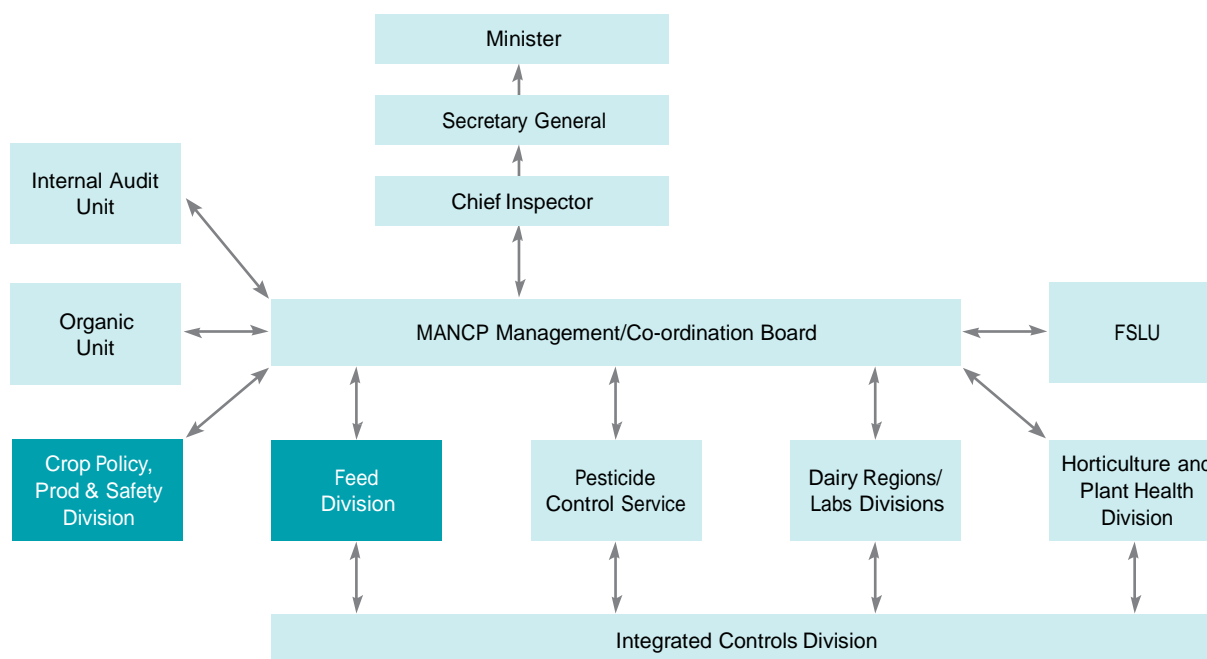 Minister
Secretary General
Chief Inspector
Internal Audit
Unit
Organic
Unit
MANCP Management/Co-ordination Board
FSLU
Crop Policy,
Prod & Safety
Division
Feed
Division
Pesticide
Control Service
Dairy Regions/
Labs Divisions
Horticulture and
Plant Health
Division
Integrated Controls Division